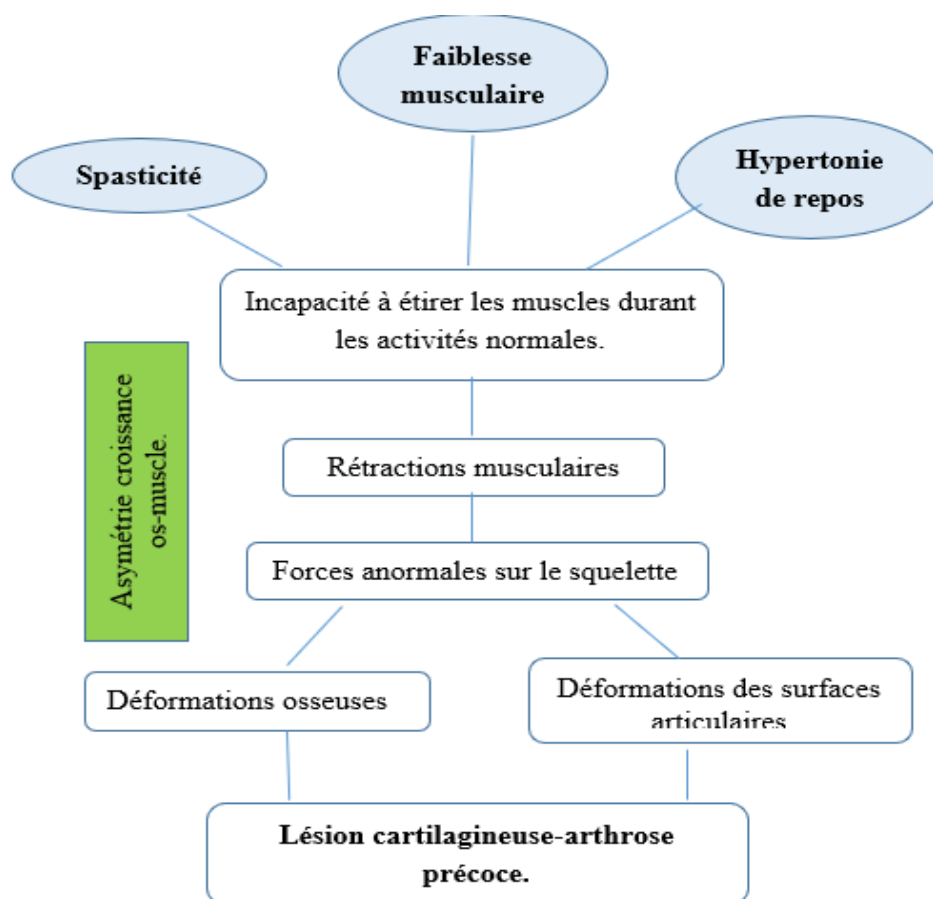 Faiblesse
musculaire
Spasticité
Hypertonie
de repos
Incapacité à étirer les muscles durant
les activités normales.
Asymétrie croissance
os-muscle.
Rétractions musculaires
Forces anormales sur le squelette
Déformations osseuses
Déformations des surfaces
articulaires
Lésion cartilagineuse-arthrose
précoce.